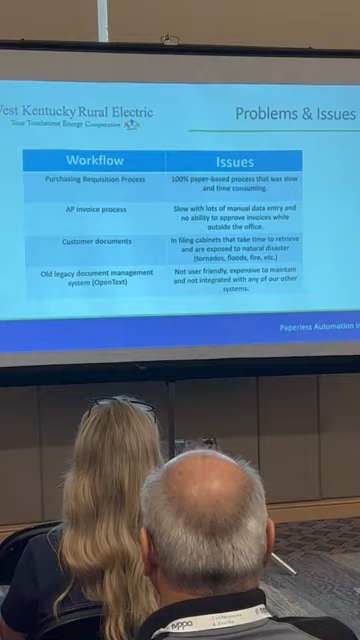 West Kentucky Rural Electric
Your Touchstone Energy Cooperative
Problems & Issues
Workflow Issues
Purchasing Requisition Process 100% paper-based process that was slow
and time consuming.
AP invoice process Slow with lots of manual data entry and
no ability to approve invoices while
outside the office.
Customer documents In filing cabinets that take time to retrieve
and are exposed to natural disaster
(tornados, floods, fire, etc.)
Old legacy document management Not user friendly, expensive to maintain
system (OpenText) and not integrated with any of our other
systems.
Paperless Automation